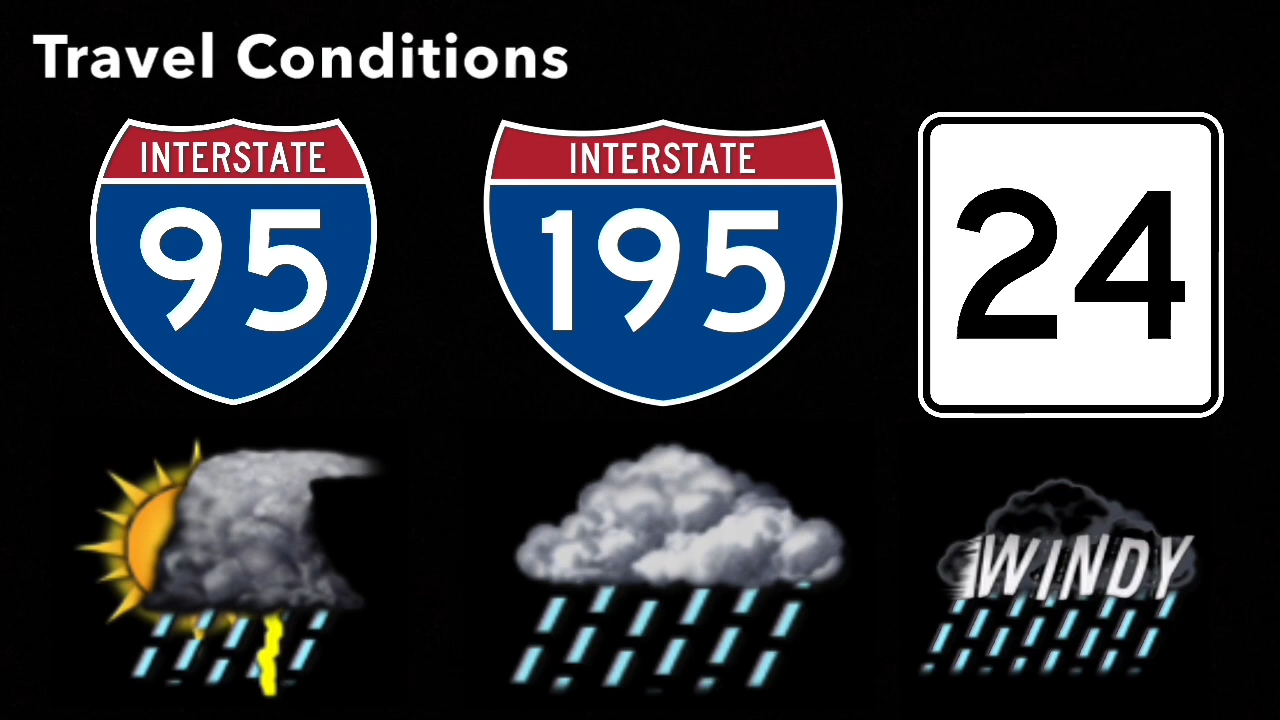 Travel Conditions
INTERSTATE
95
INTERSTATE
195
24
WINDY